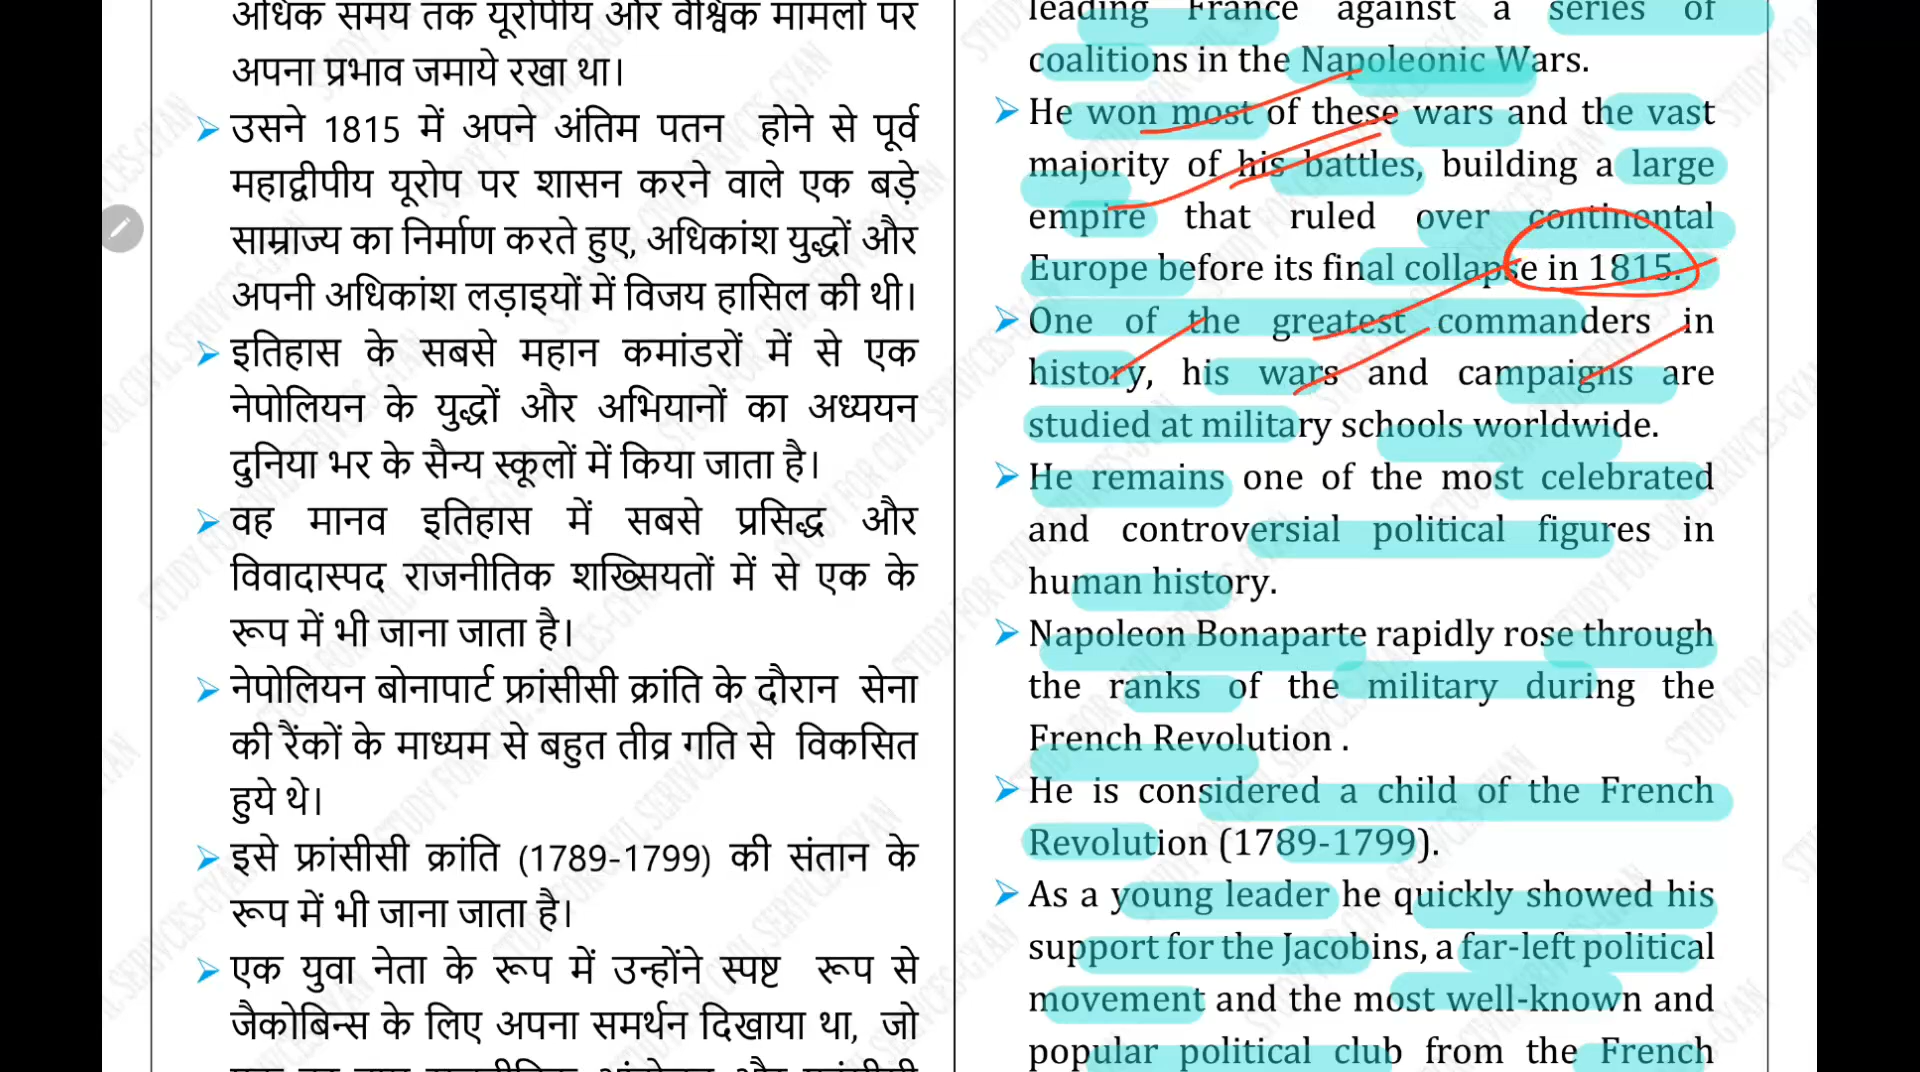 अधिक समय तक यूरोपीय और वैश्विक मामलों पर
अपना प्रभाव जमाये रखा था।
➢ उसने 1815 में अपने अंतिम पतन होने से पूर्व
महाद्वीपीय यूरोप पर शासन करने वाले एक बड़े
साम्राज्य का निर्माण करते हुए, अधिकांश युद्धों और
अपनी अधिकांश लड़ाइयों में विजय हासिल की थी।
➢ इतिहास के सबसे महान कमांडरों में से एक
नेपोलियन के युद्धों और अभियानों का अध्ययन
दुनिया भर के सैन्य स्कूलों में किया जाता है।
➢ वह मानव इतिहास में सबसे प्रसिद्ध और
विवादास्पद राजनीतिक शख्सियतों में से एक के
रूप में भी जाना जाता है।
➢ नेपोलियन बोनापार्ट फ्रांसीसी क्रांति के दौरान सेना
की रैंकों के माध्यम से बहुत तीव्र गति से विकसित
हुये थे।
➢ इसे फ्रांसीसी क्रांति (1789-1799) की संतान के
रूप में भी जाना जाता है।
➢ एक युवा नेता के रूप में उन्होंने स्पष्ट रूप से
जैकोबिन्स के लिए अपना समर्थन दिखाया था, जो
leading France against a series of
coalitions in the Napoleonic Wars.
➢ He won most of these wars and the vast
majority of his battles, building a large
empire that ruled over continental
Europe before its final collapse in 1815.
➢ One of the greatest commanders in
history, his wars and campaigns are
studied at military schools worldwide.
➢ He remains one of the most celebrated
and controversial political figures in
human history.
➢ Napoleon Bonaparte rapidly rose through
the ranks of the military during the
French Revolution .
➢ He is considered a child of the French
Revolution (1789-1799).
➢ As a young leader he quickly showed his
support for the Jacobins, a far-left political
movement and the most well-known and
popular political club from the French